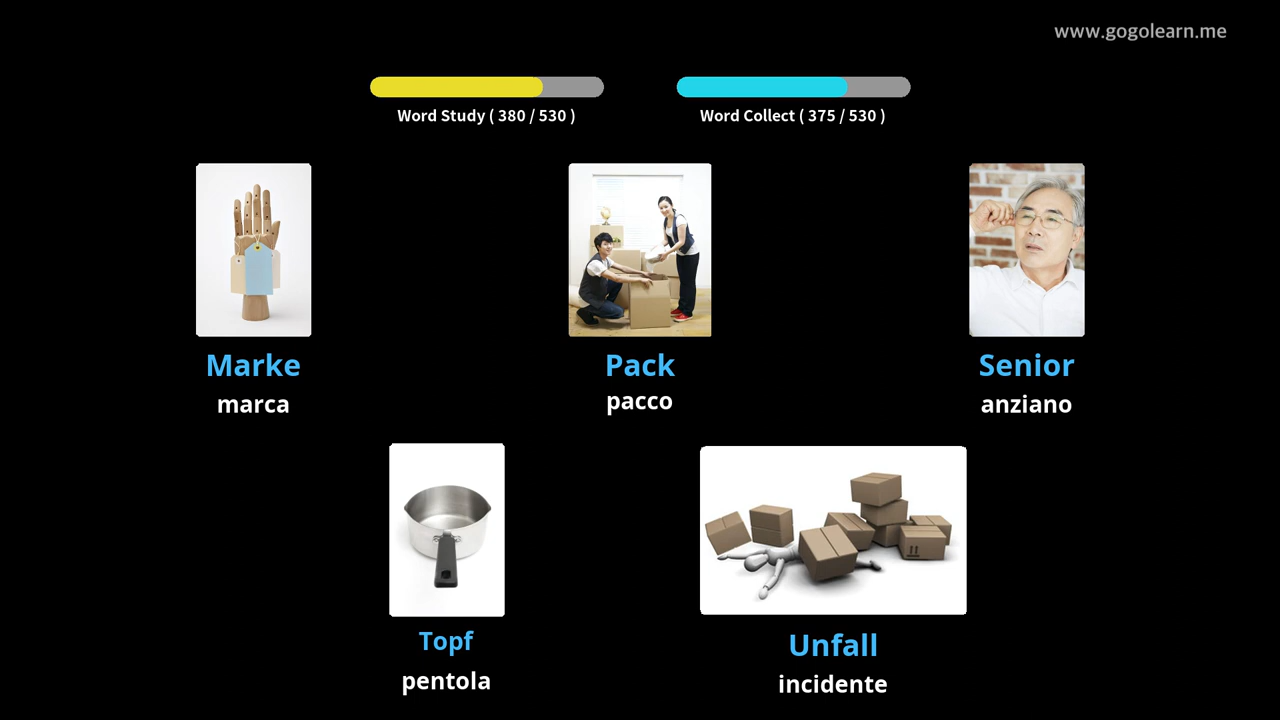 www.gogolearn.me
Word Study ( 380 / 530 )
Word Collect ( 375 / 530 )
Marke
marca
Pack
pacco
Senior
anziano
Topf
pentola
Unfall
incidente